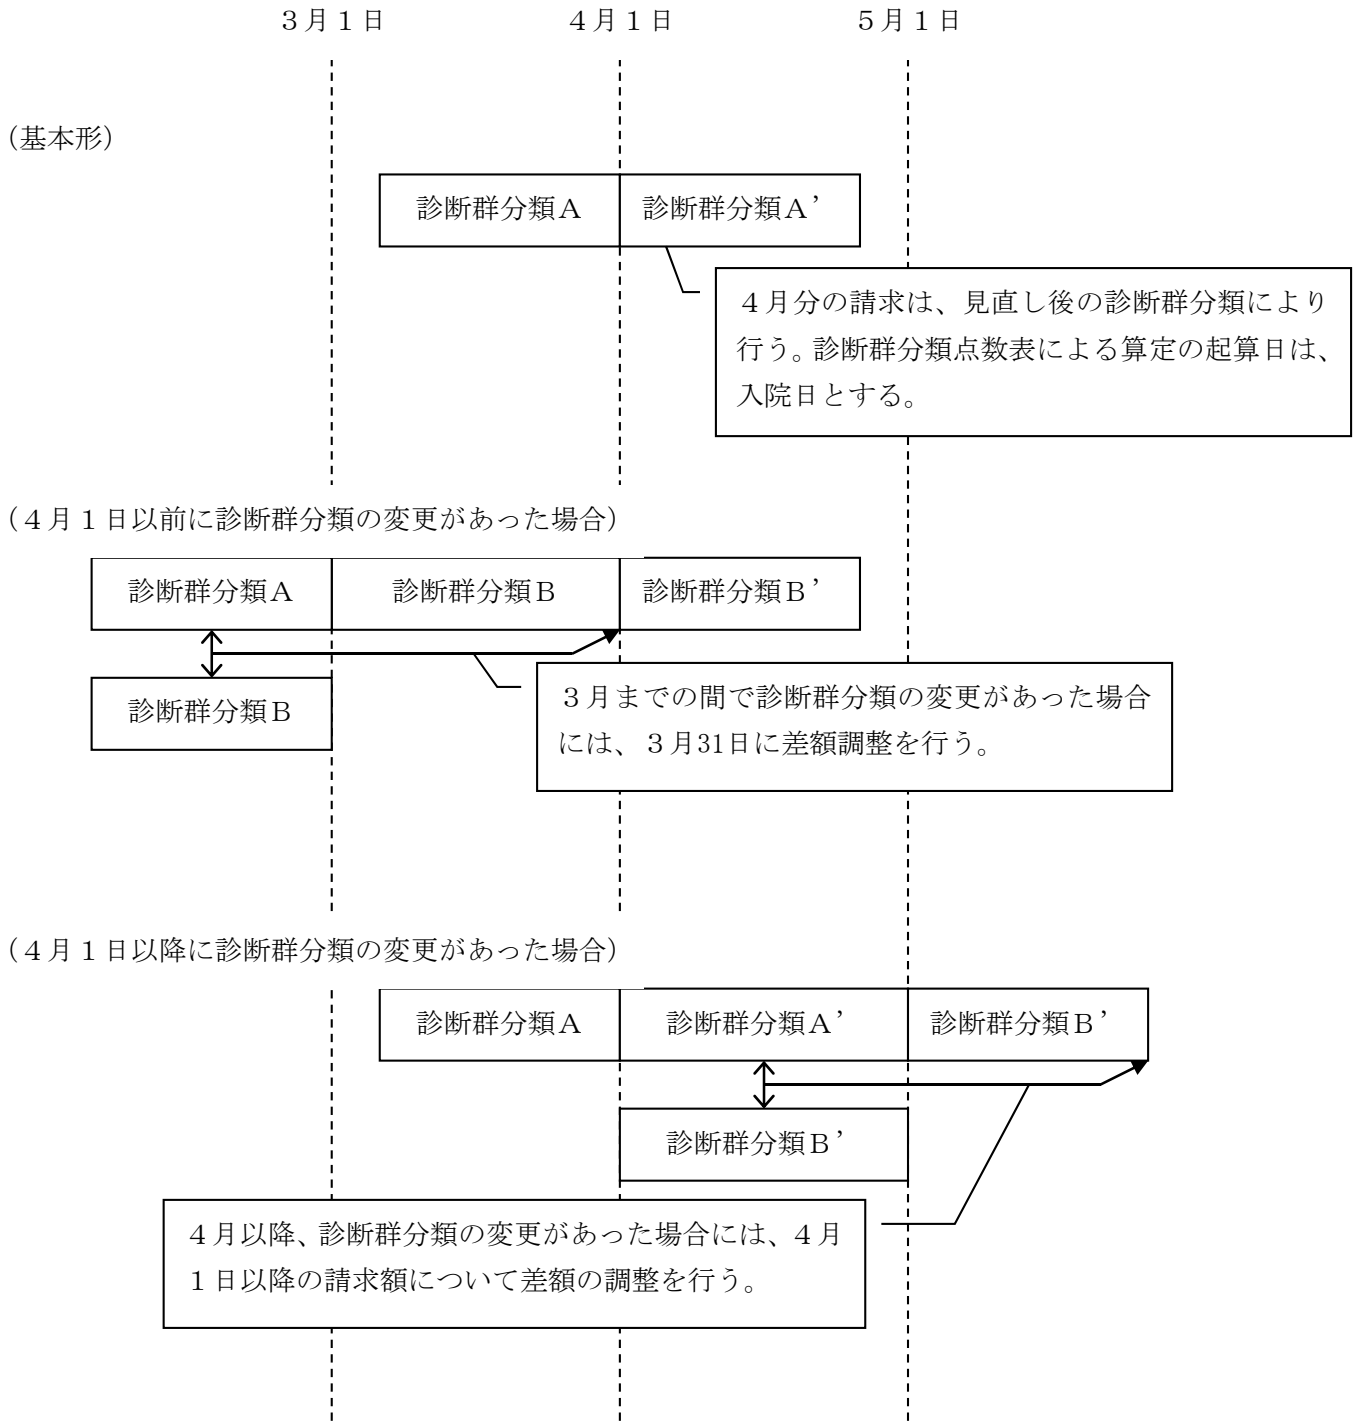 ３月１日　４月１日　５月１日
（基本形）
診断群分類Ａ　診断群分類Ａ’
４月分の請求は、見直し後の診断群分類により
行う。診断群分類点数表による算定の起算日は、
入院日とする。
（４月１日以前に診断群分類の変更があった場合）
診断群分類Ａ　診断群分類Ｂ　診断群分類Ｂ’
診断群分類Ｂ
３月までの間で診断群分類の変更があった場合
には、３月31日に差額調整を行う。
（４月１日以降に診断群分類の変更があった場合）
診断群分類Ａ　診断群分類Ａ’　診断群分類Ｂ’
診断群分類Ｂ’
４月以降、診断群分類の変更があった場合には、４月
１日以降の請求額について差額の調整を行う。